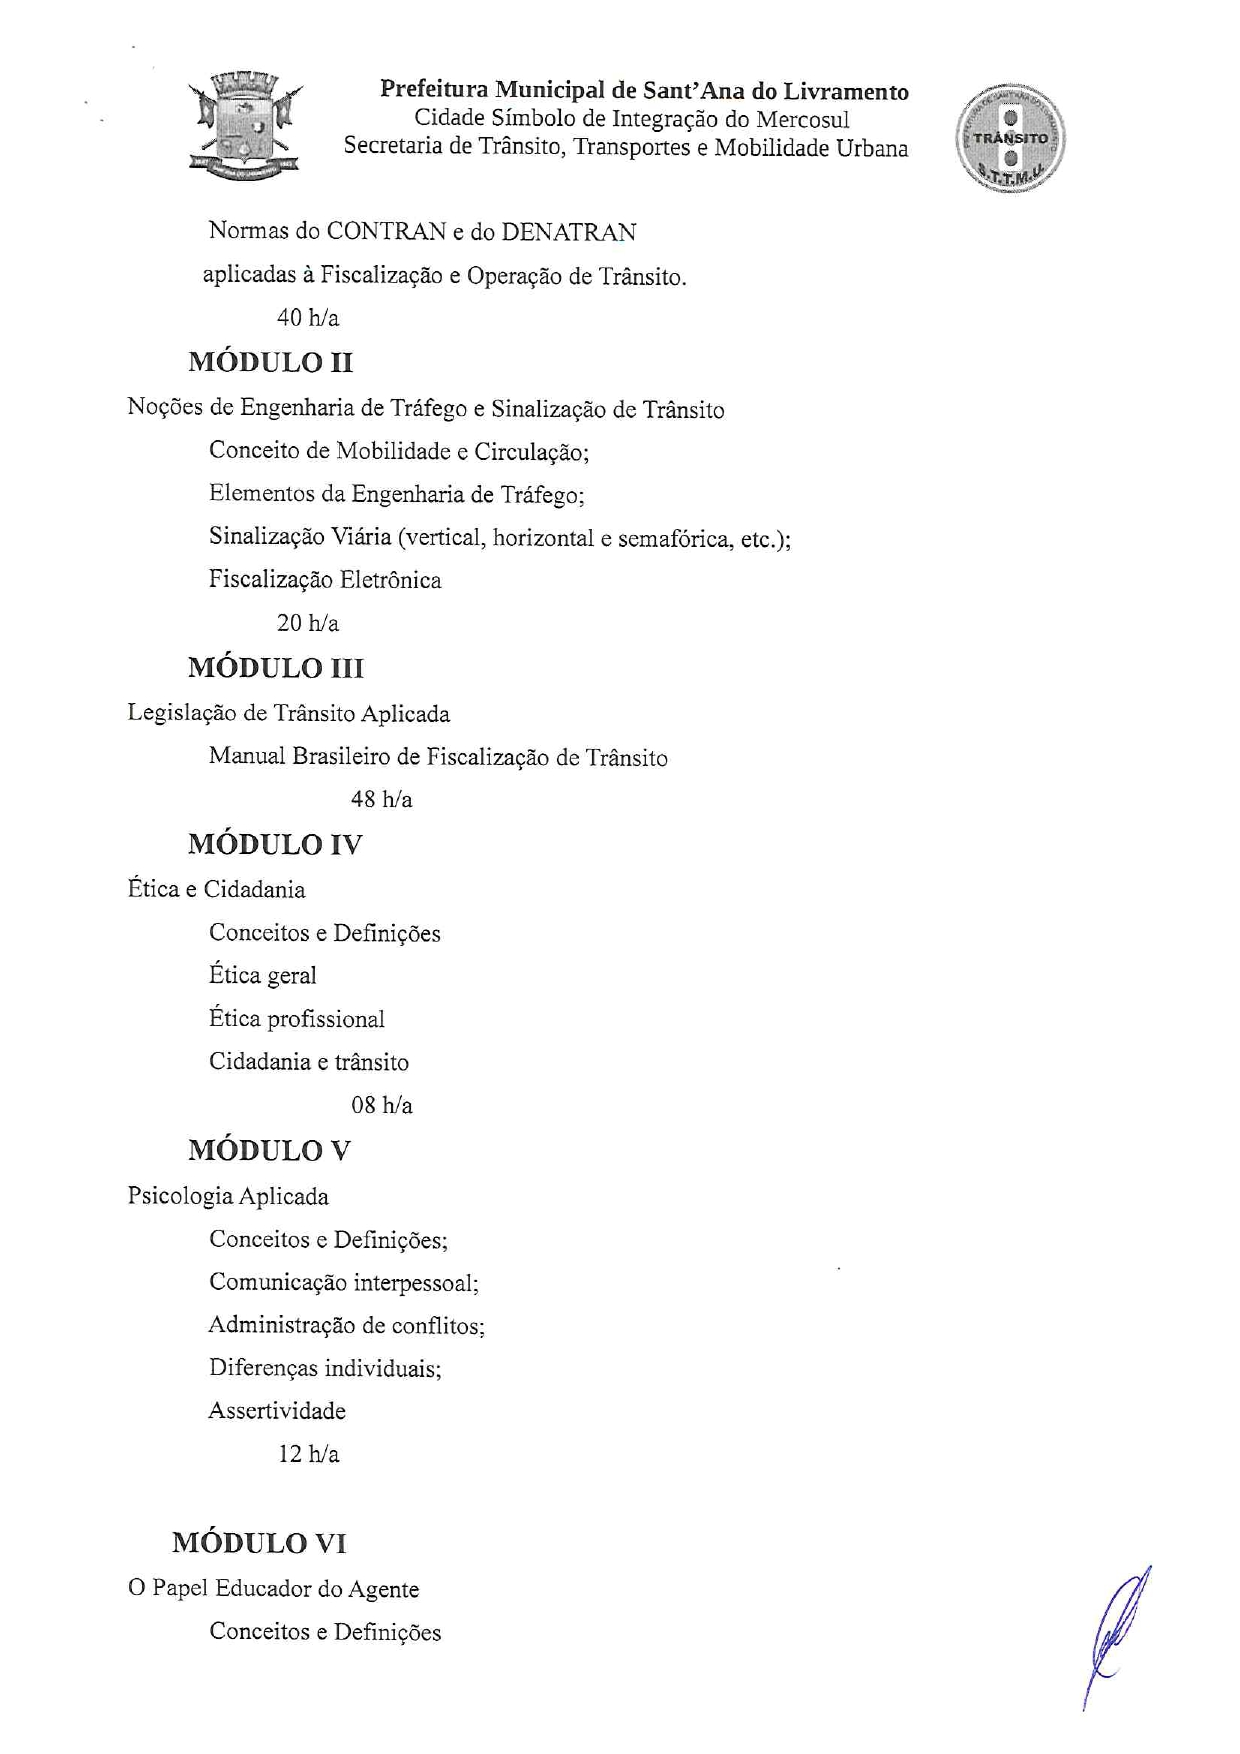 Prefeitura Municipal de Sant'Ana do Livramento
Cidade Símbolo de Integração do Mercosul
Secretaria de Trânsito, Transportes e Mobilidade Urbana
TRÂNSITO
S.T.T.M.U.
Normas do CONTRAN e do DENATRAN
aplicadas à Fiscalização e Operação de Trânsito.
40 h/a
MÓDULO II
Noções de Engenharia de Tráfego e Sinalização de Trânsito
Conceito de Mobilidade e Circulação;
Elementos da Engenharia de Tráfego;
Sinalização Viária (vertical, horizontal e semafórica, etc.);
Fiscalização Eletrônica
20 h/a
MÓDULO III
Legislação de Trânsito Aplicada
Manual Brasileiro de Fiscalização de Trânsito
48 h/a
MÓDULO IV
Ética e Cidadania
Conceitos e Definições
Ética geral
Ética profissional
Cidadania e trânsito
08 h/a
MÓDULO V
Psicologia Aplicada
Conceitos e Definições;
Comunicação interpessoal;
Administração de conflitos;
Diferenças individuais;
Assertividade
12 h/a
MÓDULO VI
O Papel Educador do Agente
Conceitos e Definições